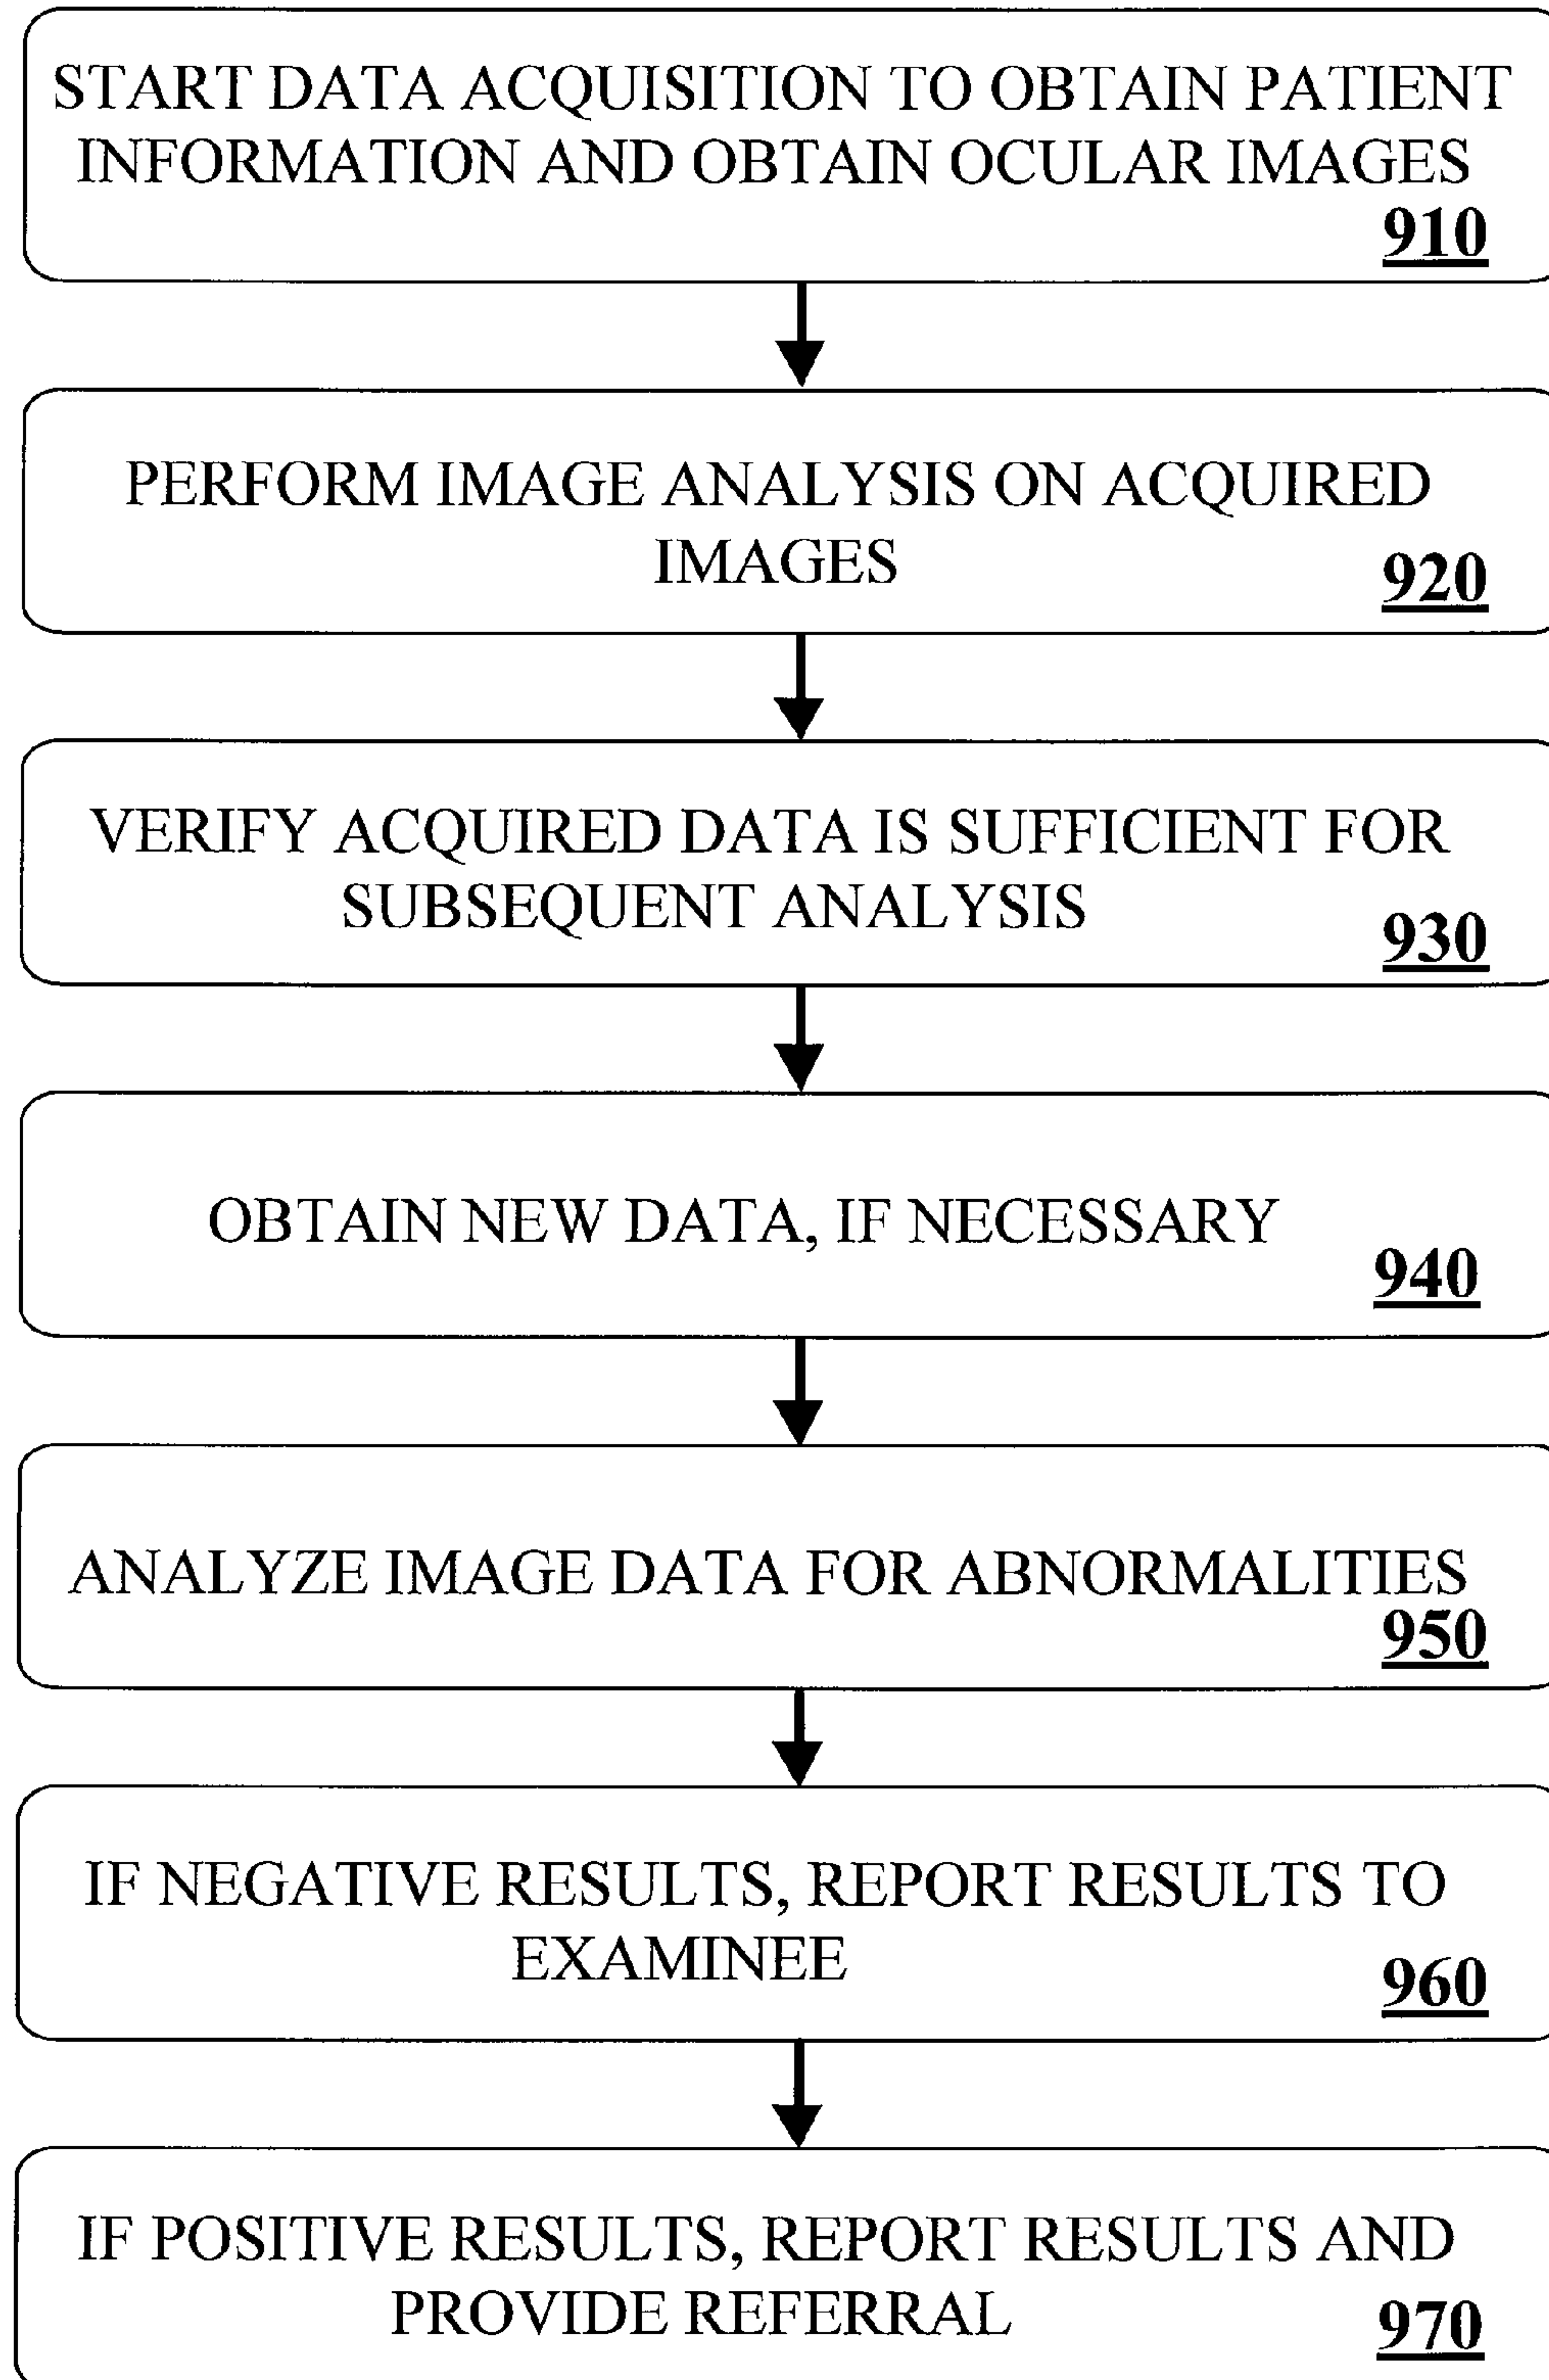 START DATA ACQUISITION TO OBTAIN PATIENT
INFORMATION AND OBTAIN OCULAR IMAGES
910
PERFORM IMAGE ANALYSIS ON ACQUIRED
IMAGES
920
VERIFY ACQUIRED DATA IS SUFFICIENT FOR
SUBSEQUENT ANALYSIS
930
OBTAIN NEW DATA, IF NECESSARY
940
ANALYZE IMAGE DATA FOR ABNORMALITIES
950
IF NEGATIVE RESULTS, REPORT RESULTS TO
EXAMINEE
960
IF POSITIVE RESULTS, REPORT RESULTS AND
PROVIDE REFERRAL
970